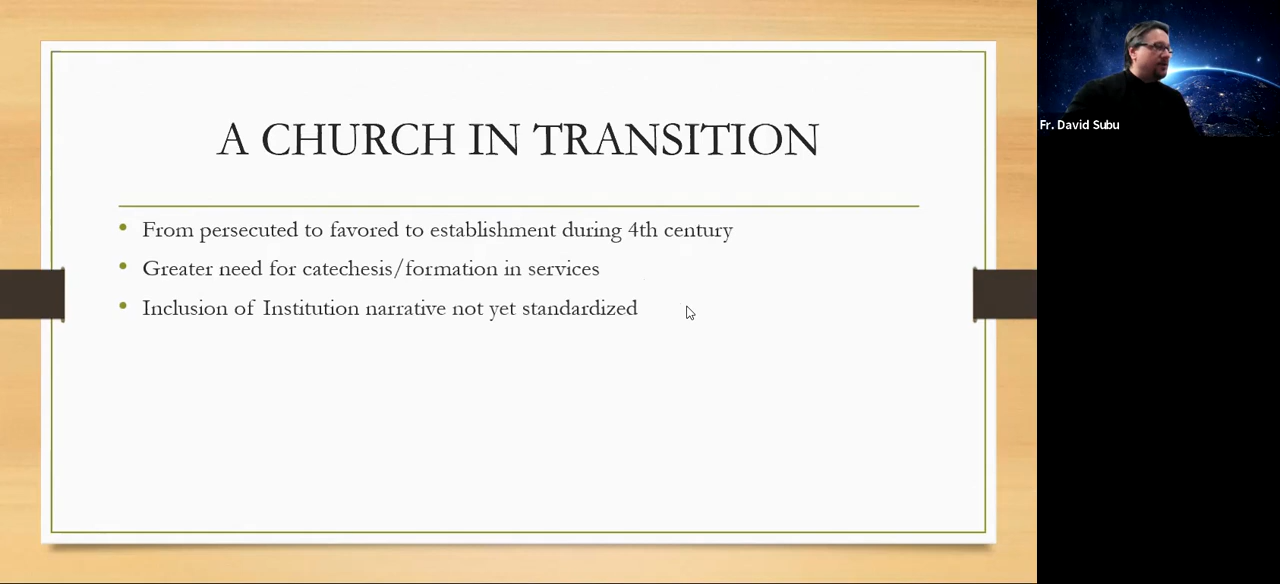 A CHURCH IN TRANSITION
• From persecuted to favored to establishment during 4th century
• Greater need for catechesis/formation in services
• Inclusion of Institution narrative not yet standardized
Fr. David Subu